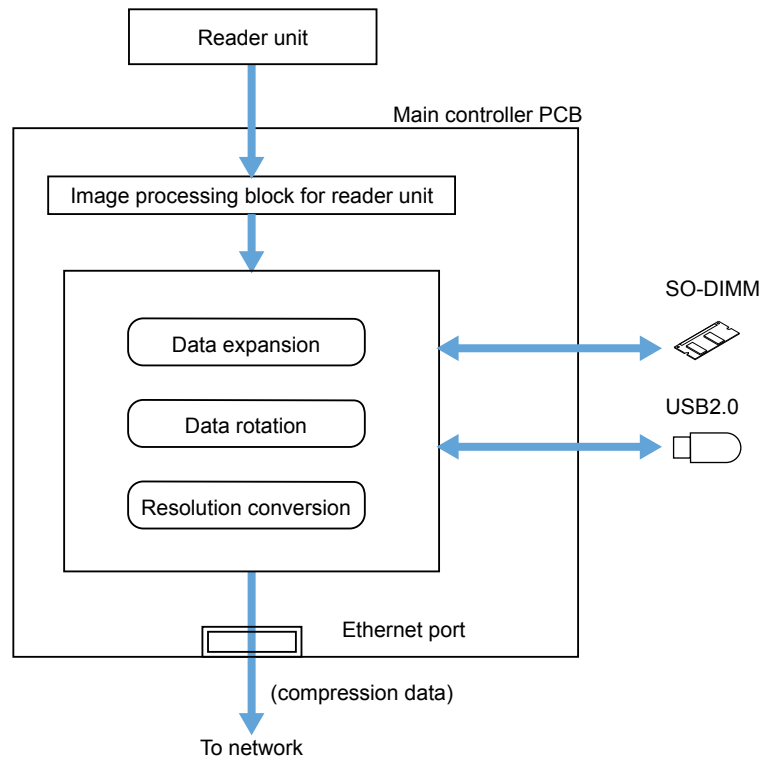 Reader unit
Main controller PCB
Image processing block for reader unit
SO-DIMM
Data expansion
USB2.0
Data rotation
Resolution conversion
Ethernet port
(compression data)
To network